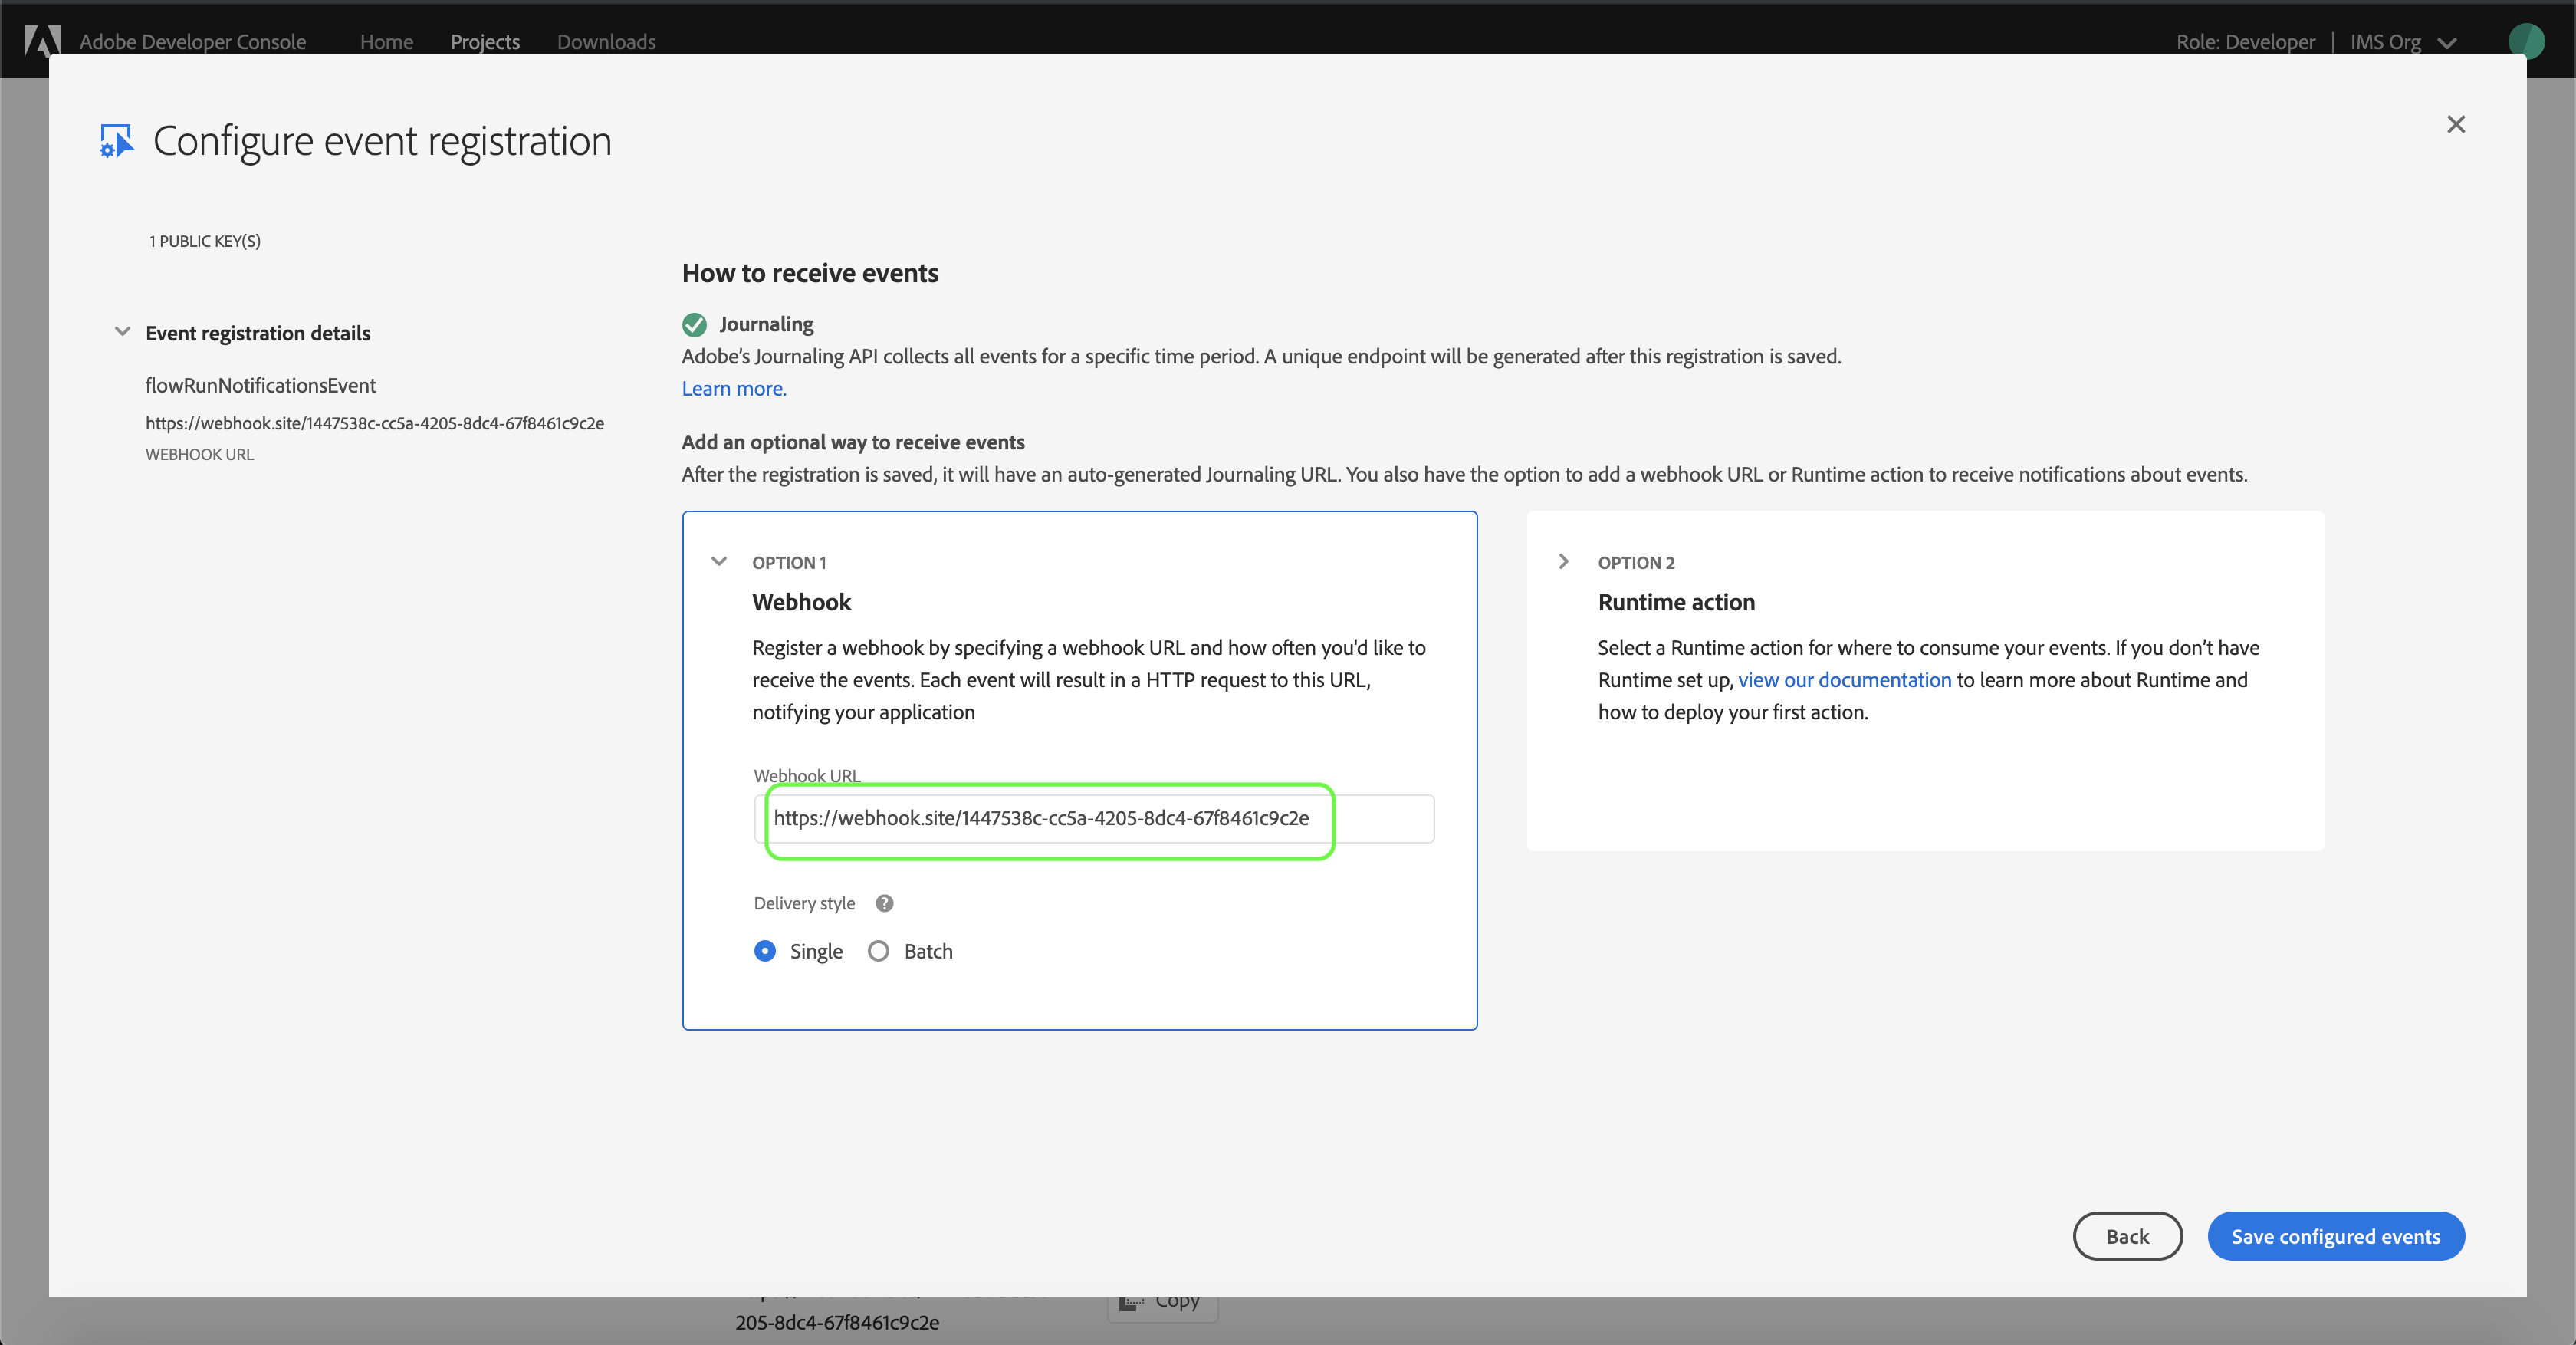 Adobe Developer Console Home Projects Downloads Role: Developer | IMS Org
Configure event registration
1 PUBLIC KEY(S)
Event registration details
flowRunNotificationsEvent
https://webhook.site/1447538c-cc5a-4205-8dc4-67f8461c9c2e
WEBHOOK URL
How to receive events
Journaling
Adobe's Journaling API collects all events for a specific time period. A unique endpoint will be generated after this registration is saved.
Learn more.
Add an optional way to receive events
After the registration is saved, it will have an auto-generated Journaling URL. You also have the option to add a webhook URL or Runtime action to receive notifications about events.
OPTION 1
Webhook
Register a webhook by specifying a webhook URL and how often you'd like to
receive the events. Each event will result in a HTTP request to this URL,
notifying your application
Webhook URL
https://webhook.site/1447538c-cc5a-4205-8dc4-67f8461c9c2e
Delivery style
Single Batch
OPTION 2
Runtime action
Select a Runtime action for where to consume your events. If you don't have
Runtime set up, view our documentation to learn more about Runtime and
how to deploy your first action.
Back Save configured events
Copy
205-8dc4-67f8461c9c2e